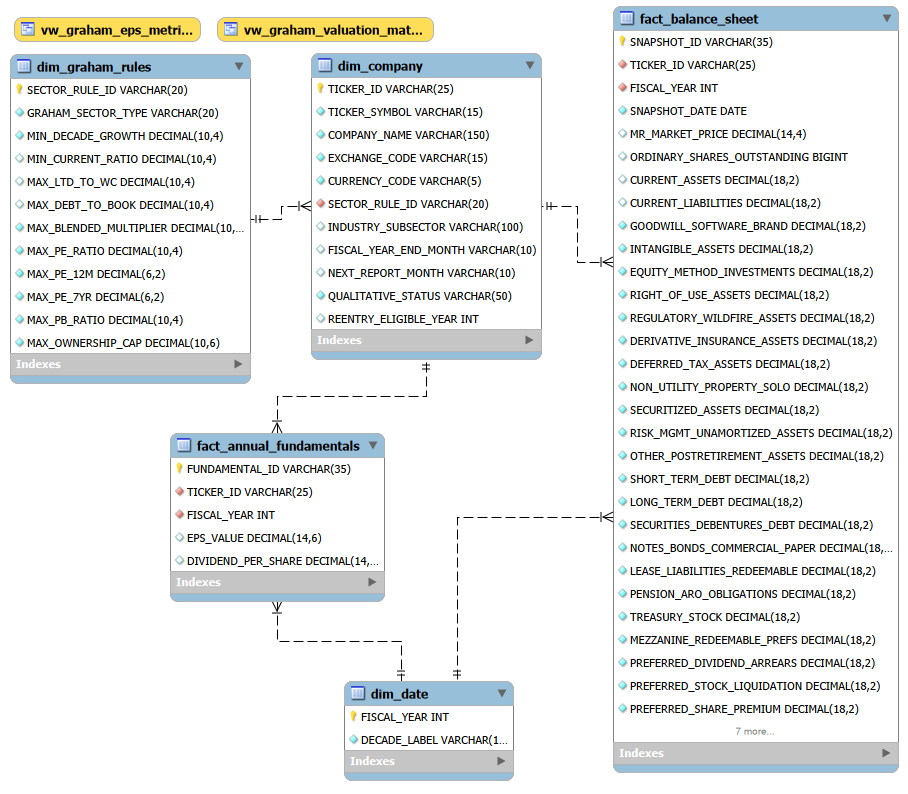 vw_graham_eps_metri...
vw_graham_valuation_mat...
dim_graham_rules
SECTOR_RULE_ID VARCHAR(20)
GRAHAM_SECTOR_TYPE VARCHAR(20)
MIN_DECADE_GROWTH DECIMAL(10,4)
MIN_CURRENT_RATIO DECIMAL(10,4)
MAX_LTD_TO_WC DECIMAL(10,4)
MAX_DEBT_TO_BOOK DECIMAL(10,4)
MAX_BLENDED_MULTIPLIER DECIMAL(10,...
MAX_PE_RATIO DECIMAL(10,4)
MAX_PE_12M DECIMAL(6,2)
MAX_PE_7YR DECIMAL(6,2)
MAX_PB_RATIO DECIMAL(10,4)
MAX_OWNERSHIP_CAP DECIMAL(10,6)
Indexes
dim_company
TICKER_ID VARCHAR(25)
TICKER_SYMBOL VARCHAR(15)
COMPANY_NAME VARCHAR(150)
EXCHANGE_CODE VARCHAR(15)
CURRENCY_CODE VARCHAR(5)
SECTOR_RULE_ID VARCHAR(20)
INDUSTRY_SUBSECTOR VARCHAR(100)
FISCAL_YEAR_END_MONTH VARCHAR(10)
NEXT_REPORT_MONTH VARCHAR(10)
QUALITATIVE_STATUS VARCHAR(50)
REENTRY_ELIGIBLE_YEAR INT
Indexes
fact_balance_sheet
SNAPSHOT_ID VARCHAR(35)
TICKER_ID VARCHAR(25)
FISCAL_YEAR INT
SNAPSHOT_DATE DATE
MR_MARKET_PRICE DECIMAL(14,4)
ORDINARY_SHARES_OUTSTANDING BIGINT
CURRENT_ASSETS DECIMAL(18,2)
CURRENT_LIABILITIES DECIMAL(18,2)
GOODWILL_SOFTWARE_BRAND DECIMAL(18,2)
INTANGIBLE_ASSETS DECIMAL(18,2)
EQUITY_METHOD_INVESTMENTS DECIMAL(18,2)
RIGHT_OF_USE_ASSETS DECIMAL(18,2)
REGULATORY_WILDFIRE_ASSETS DECIMAL(18,2)
DERIVATIVE_INSURANCE_ASSETS DECIMAL(18,2)
DEFERRED_TAX_ASSETS DECIMAL(18,2)
NON_UTILITY_PROPERTY_SOLO DECIMAL(18,2)
SECURITIZED_ASSETS DECIMAL(18,2)
RISK_MGMT_UNAMORTIZED_ASSETS DECIMAL(18,2)
OTHER_POSTRETIREMENT_ASSETS DECIMAL(18,2)
SHORT_TERM_DEBT DECIMAL(18,2)
LONG_TERM_DEBT DECIMAL(18,2)
SECURITIES_DEBENTURES_DEBT DECIMAL(18,2)
NOTES_BONDS_COMMERCIAL_PAPER DECIMAL(18,...
LEASE_LIABILITIES_REDEEMABLE DECIMAL(18,2)
PENSION_ARO_OBLIGATIONS DECIMAL(18,2)
TREASURY_STOCK DECIMAL(18,2)
MEZZANINE_REDEEMABLE_PREFS DECIMAL(18,2)
PREFERRED_DIVIDEND_ARREARS DECIMAL(18,2)
PREFERRED_STOCK_LIQUIDATION DECIMAL(18,2)
PREFERRED_SHARE_PREMIUM DECIMAL(18,2)
7 more...
Indexes
fact_annual_fundamentals
FUNDAMENTAL_ID VARCHAR(35)
TICKER_ID VARCHAR(25)
FISCAL_YEAR INT
EPS_VALUE DECIMAL(14,6)
DIVIDEND_PER_SHARE DECIMAL(14,...
Indexes
dim_date
FISCAL_YEAR INT
DECADE_LABEL VARCHAR(1...
Indexes